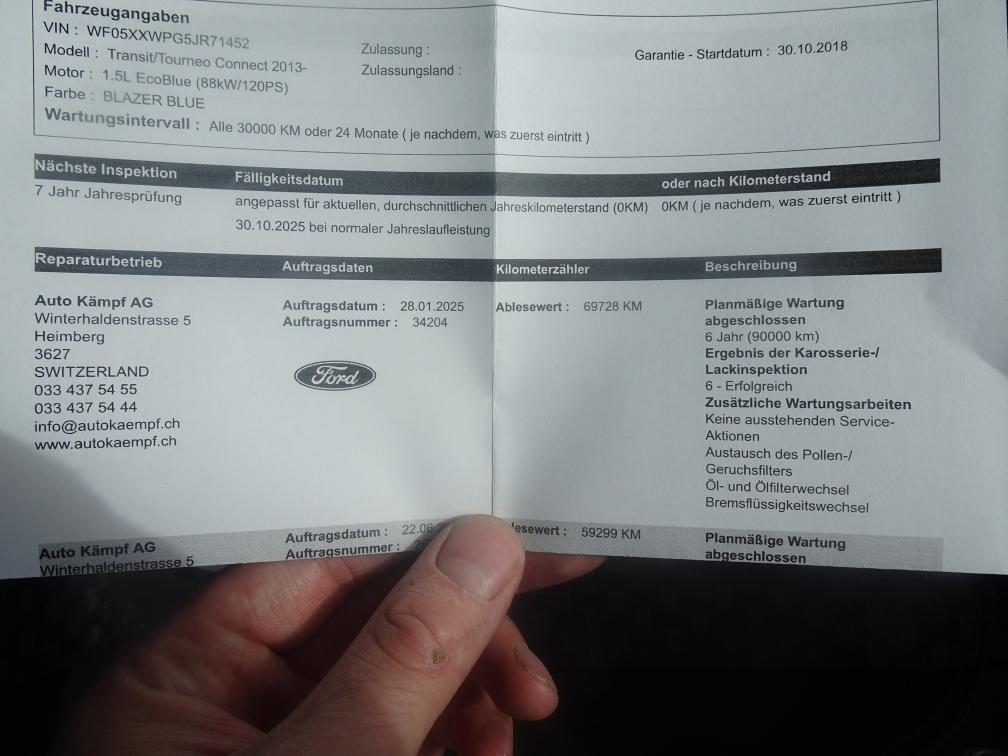 Fahrzeugangaben
VIN : WF05XXWPG5JR71452
Modell : Transit/Tourneo Connect 2013-
Motor : 1.5L EcoBlue (88kW/120PS)
Farbe : BLAZER BLUE
Zulassung :
Zulassungsland :
Garantie - Startdatum : 30.10.2018
Wartungsintervall : Alle 30000 KM oder 24 Monate ( je nachdem, was zuerst eintritt )
Nächste Inspektion Fälligkeitsdatum oder nach Kilometerstand
7 Jahr Jahresprüfung angepasst für aktuellen, durchschnittlichen Jahreskilometerstand (0KM) 0KM ( je nachdem, was zuerst eintritt )
30.10.2025 bei normaler Jahreslaufleistung
Reparaturbetrieb Auftragsdaten Kilometerzähler Beschreibung
Auto Kämpf AG
Winterhaldenstrasse 5
Heimberg
3627
SWITZERLAND
033 437 54 55
033 437 54 44
info@autokaempf.ch
www.autokaempf.ch
Auftragsdatum : 28.01.2025
Auftragsnummer : 34204
Ford
Ablesewert : 69728 KM
Planmäßige Wartung
abgeschlossen
6 Jahr (90000 km)
Ergebnis der Karosserie-/
Lackinspektion
6 - Erfolgreich
Zusätzliche Wartungsarbeiten
Keine ausstehenden Service-
Aktionen
Austausch des Pollen-/
Geruchsfilters
Öl- und Ölfilterwechsel
Bremsflüssigkeitswechsel
Auto Kämpf AG
Winterhaldenstrasse 5
Auftragsdatum : 22.06
Auftragsnummer :
lesewert : 59299 KM
Planmäßige Wartung
abgeschlossen